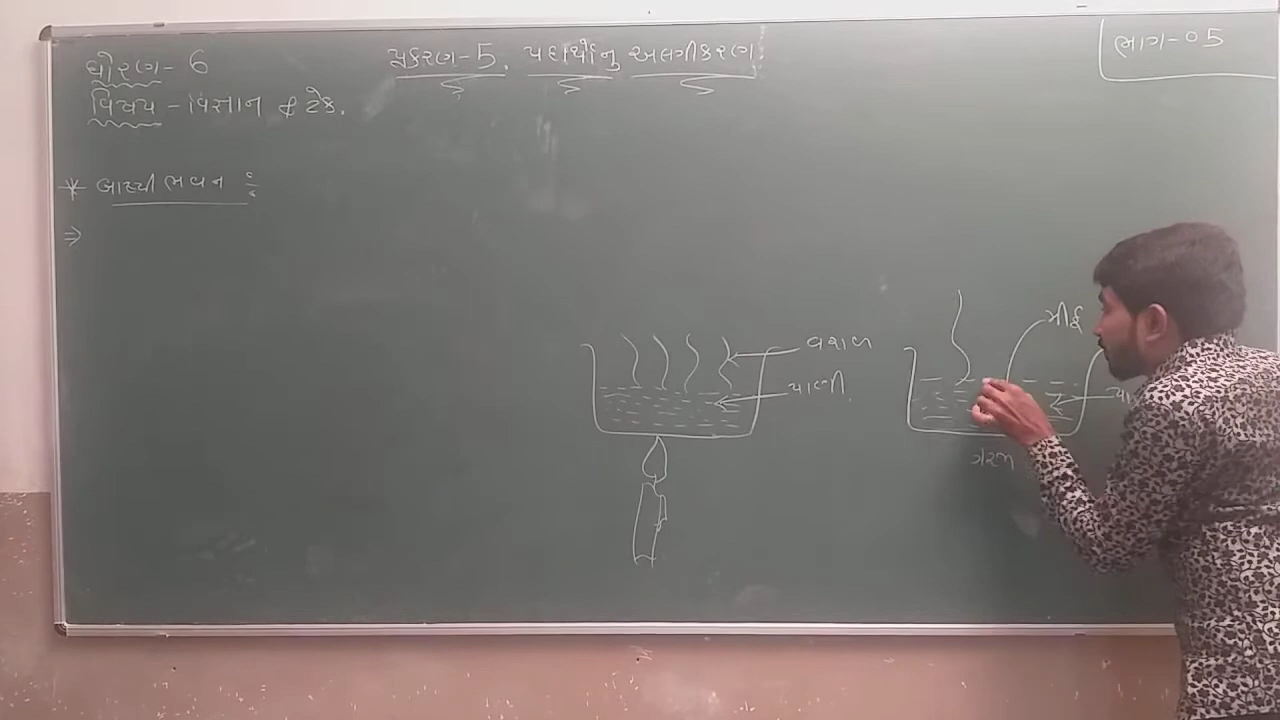 ધોરણ - 6
પ્રકરણ - 5. પદાર્થોનુ અલગીકરણ :
ભાગ - 05
વિષય - વિજ્ઞાન & ટેક.
* બાષ્પીભવન :
⇒
વરાળ
પાણી
મીઠુ
ગરમ